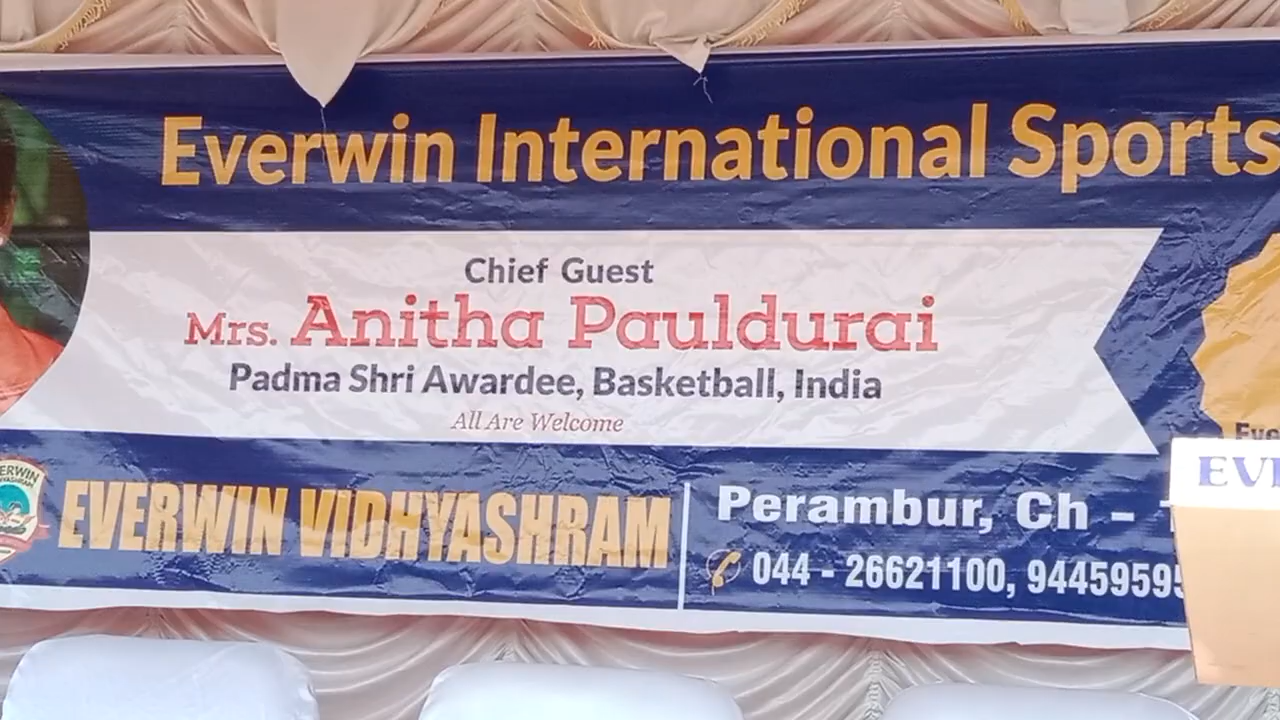 Everwin International Sports
Chief Guest
Mrs. Anitha Pauldurai
Padma Shri Awardee, Basketball, India
All Are Welcome
EVERWIN VIDHYASHRAM
Perambur, Ch -
044 - 26621100, 9445959